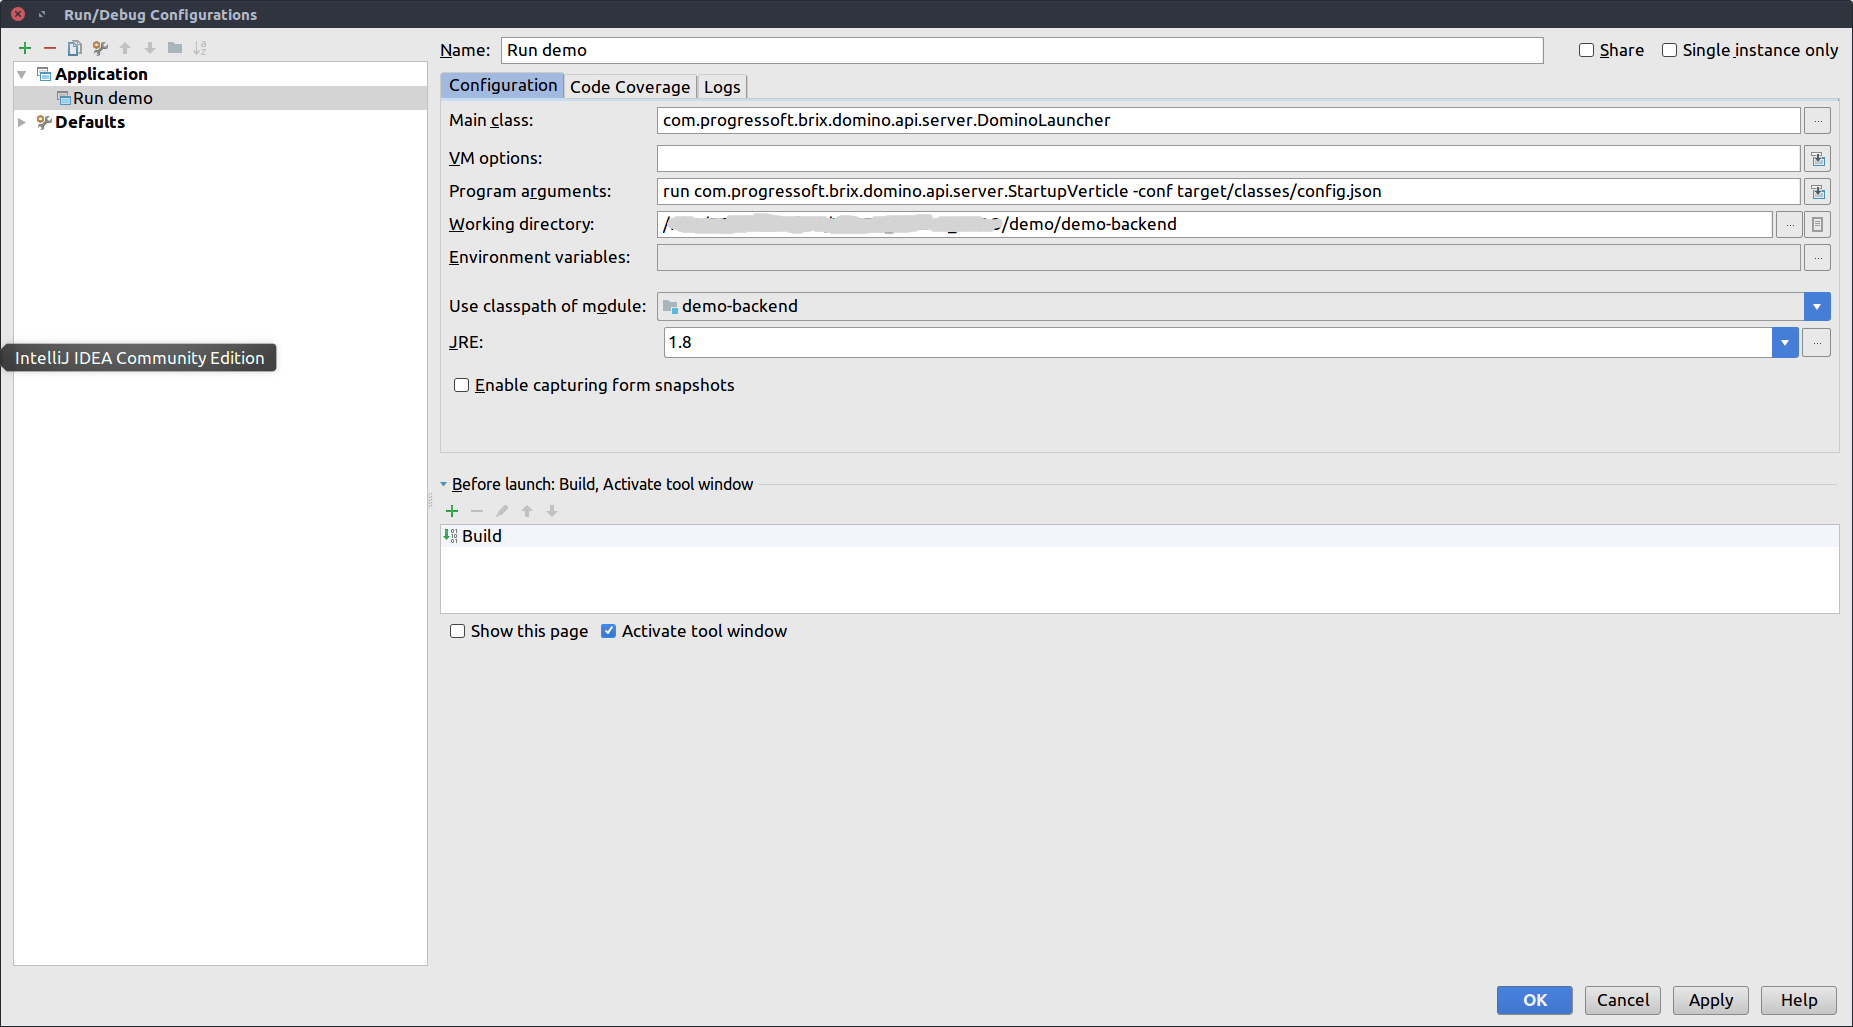 Run/Debug Configurations
Name: Run demo Share Single instance only
Application
Run demo
Defaults
Configuration Code Coverage Logs
Main class: com.progressoft.brix.domino.api.server.DominoLauncher ...
VM options:
Program arguments: run com.progressoft.brix.domino.api.server.StartupVerticle -conf target/classes/config.json
Working directory: /demo/demo-backend ...
Environment variables: ...
Use classpath of module: demo-backend
JRE: 1.8 ...
IntelliJ IDEA Community Edition
Enable capturing form snapshots
Before launch: Build, Activate tool window
Build
Show this page Activate tool window
OK Cancel Apply Help